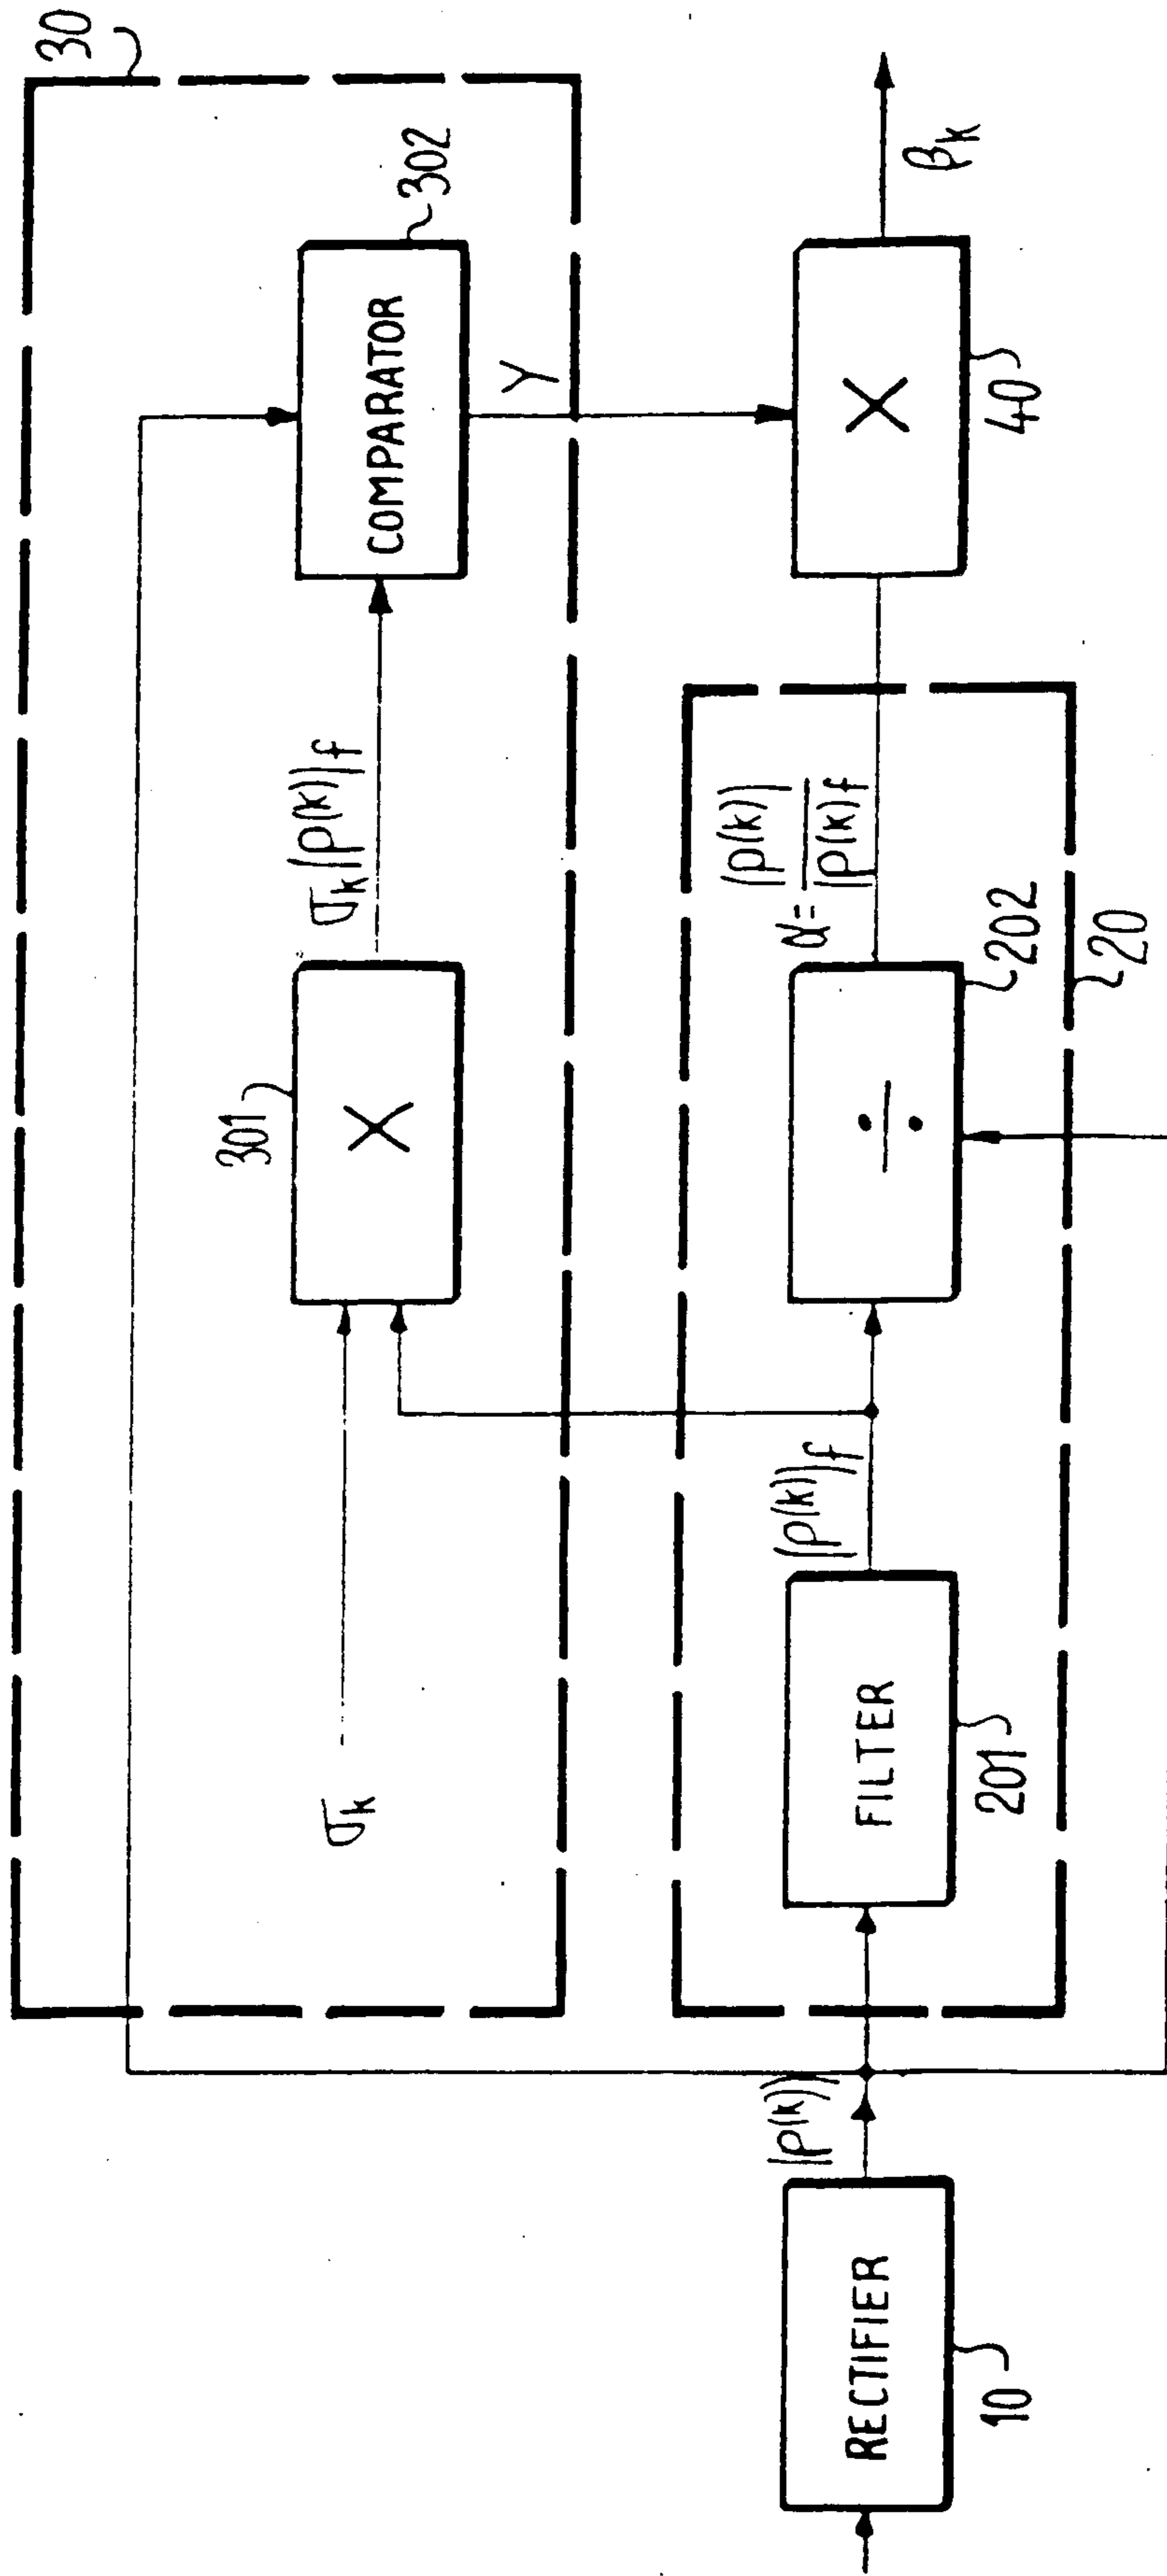 30
302
COMPARATOR
Y
σk|ρ(k)|f
301
X
σk
βk
X
40
α=|ρ(k)|/|ρ(k)|f
÷
202
20
|ρ(k)|f
FILTER
201
|ρ(k)|
RECTIFIER
10